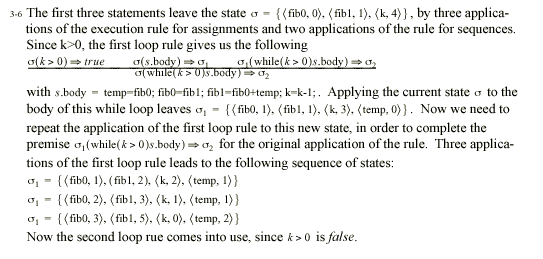 3-6 The first three statements leave the state σ = {⟨fib0, 0⟩, ⟨fib1, 1⟩, ⟨k, 4⟩}, by three applica-
tions of the execution rule for assignments and two applications of the rule for sequences.
Since k>0, the first loop rule gives us the following
σ(k > 0) ⇒ true σ(s.body) ⇒ σ₁ σ₁(while(k > 0)s.body) ⇒ σ₂
σ(while(k > 0)s.body) ⇒ σ₂
with s.body = temp=fib0; fib0=fib1; fib1=fib0+temp; k=k-1;. Applying the current state σ to the
body of this while loop leaves σ₁ = {⟨fib0, 1⟩, ⟨fib1, 1⟩, ⟨k, 3⟩, ⟨temp, 0⟩}. Now we need to
repeat the application of the first loop rule to this new state, in order to complete the
premise σ₁(while(k > 0)s.body) ⇒ σ₂ for the original application of the rule. Three applica-
tions of the first loop rule leads to the following sequence of states:
σ₁ = {⟨fib0, 1⟩, ⟨fib1, 2⟩, ⟨k, 2⟩, ⟨temp, 1⟩}
σ₁ = {⟨fib0, 2⟩, ⟨fib1, 3⟩, ⟨k, 1⟩, ⟨temp, 1⟩}
σ₁ = {⟨fib0, 3⟩, ⟨fib1, 5⟩, ⟨k, 0⟩, ⟨temp, 2⟩}
Now the second loop rue comes into use, since k > 0 is false.